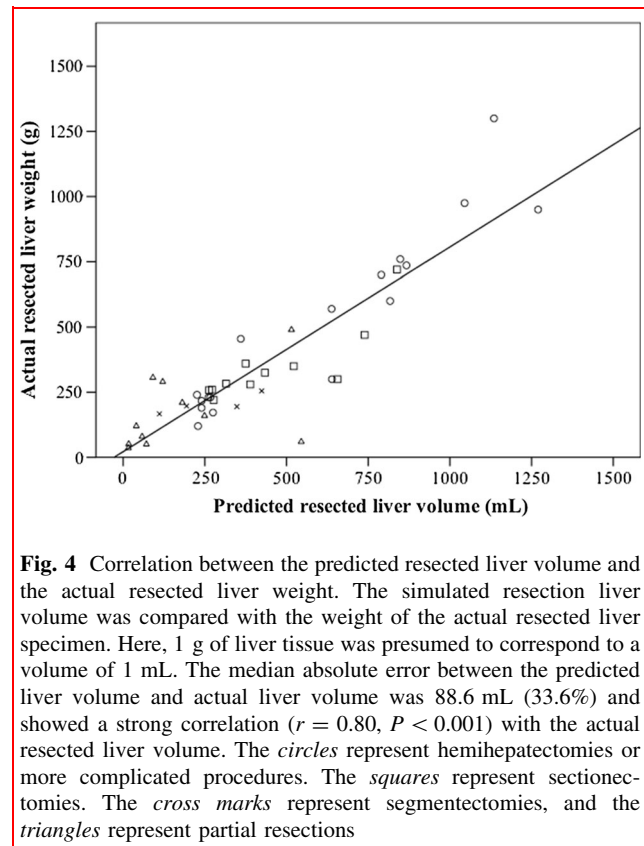 1500
1250
1000
750
500
250
0
Actual resected liver weight (g)
0 250 500 750 1000 1250 1500
Predicted resected liver volume (mL)
Fig. 4 Correlation between the predicted resected liver volume and
the actual resected liver weight. The simulated resection liver
volume was compared with the weight of the actual resected liver
specimen. Here, 1 g of liver tissue was presumed to correspond to a
volume of 1 mL. The median absolute error between the predicted
liver volume and actual liver volume was 88.6 mL (33.6%) and
showed a strong correlation (r = 0.80, P < 0.001) with the actual
resected liver volume. The circles represent hemihepatectomies or
more complicated procedures. The squares represent sectionec-
tomies. The cross marks represent segmentectomies, and the
triangles represent partial resections